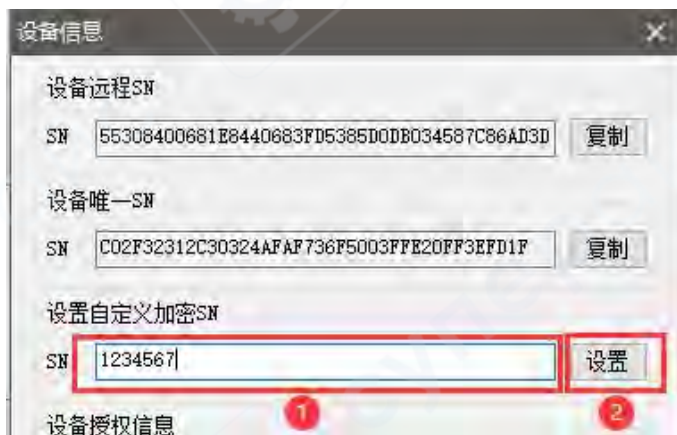 设备信息
设备远程SN
SN 55308400681E8440683FD5385D0DB034587C86AD3D 复制
设备唯一SN
SN C02F32312C30324AFAF736F5003FFE20FF3EFD1F 复制
设置自定义加密SN
SN 1234567 设置
1 2
设备授权信息